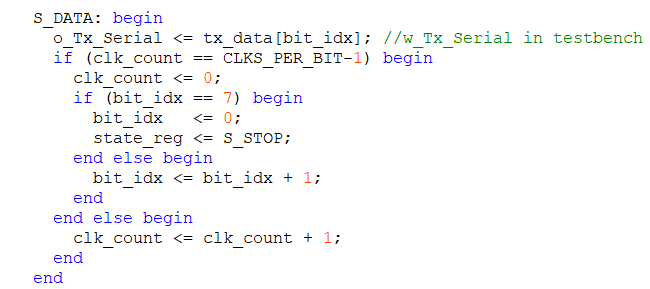 S_DATA: begin
o_Tx_Serial <= tx_data[bit_idx]; //w_Tx_Serial in testbench
if (clk_count == CLKS_PER_BIT-1) begin
clk_count <= 0;
if (bit_idx == 7) begin
bit_idx   <= 0;
state_reg <= S_STOP;
end else begin
bit_idx <= bit_idx + 1;
end
end else begin
clk_count <= clk_count + 1;
end
end